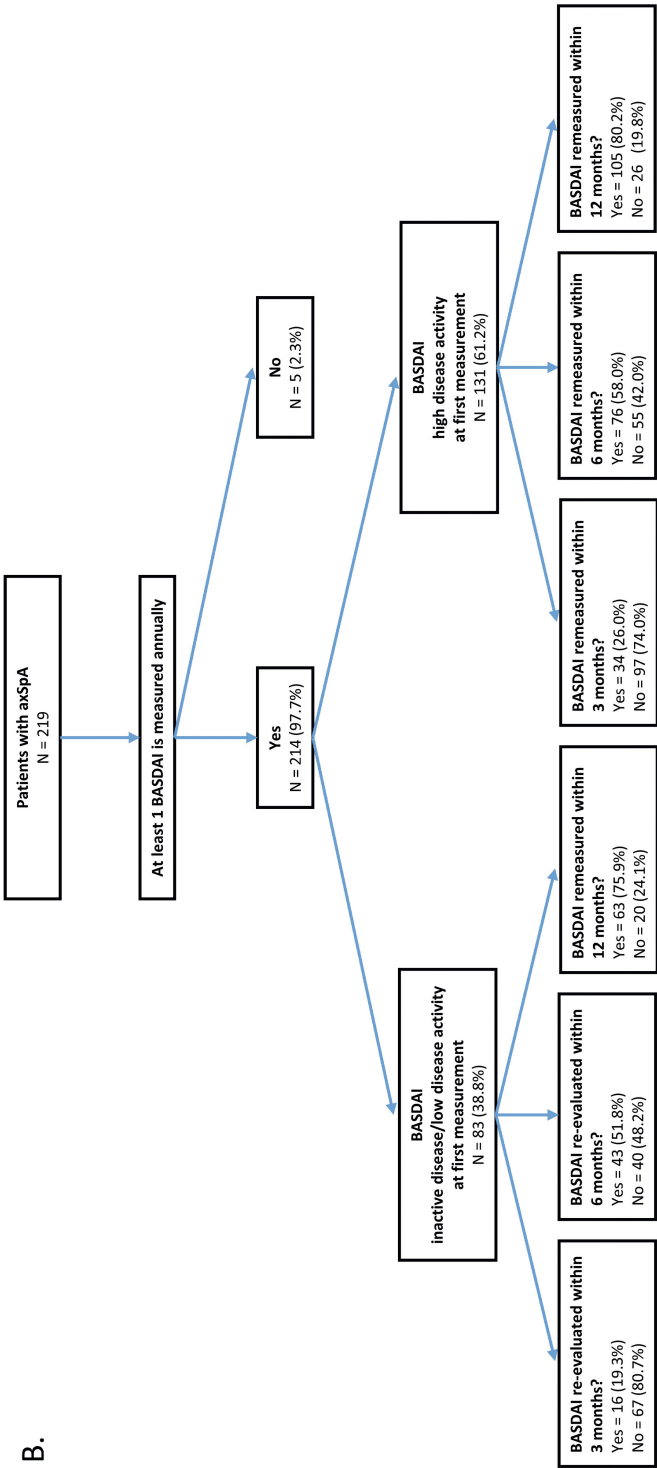 B.
Patients with axSpA
N = 219
At least 1 BASDAI is measured annually
Yes
N = 214 (97.7%)
No
N = 5 (2.3%)
BASDAI
inactive disease/low disease activity
at first measurement
N = 83 (38.8%)
BASDAI
high disease activity
at first measurement
N = 131 (61.2%)
BASDAI re-evaluated within
3 months?
Yes = 16 (19.3%)
No = 67 (80.7%)
BASDAI re-evaluated within
6 months?
Yes = 43 (51.8%)
No = 40 (48.2%)
BASDAI remeasured within
12 months?
Yes = 63 (75.9%)
No = 20 (24.1%)
BASDAI remeasured within
3 months?
Yes = 34 (26.0%)
No = 97 (74.0%)
BASDAI remeasured within
6 months?
Yes = 76 (58.0%)
No = 55 (42.0%)
BASDAI remeasured within
12 months?
Yes = 105 (80.2%)
No = 26 (19.8%)